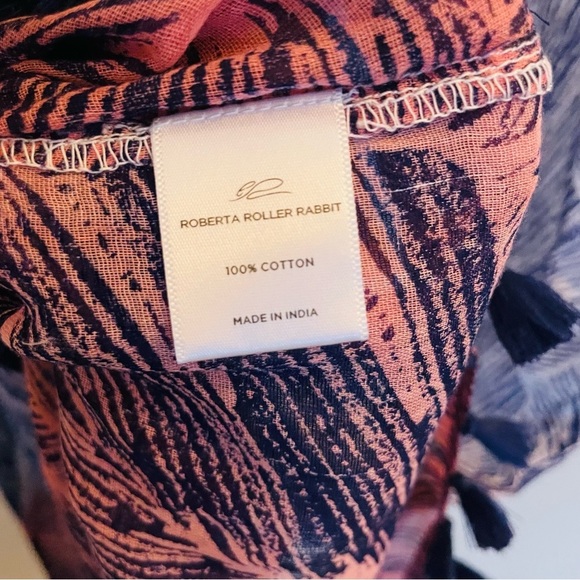 ROBERTA ROLLER RABBIT
100% COTTON
MADE IN INDIA